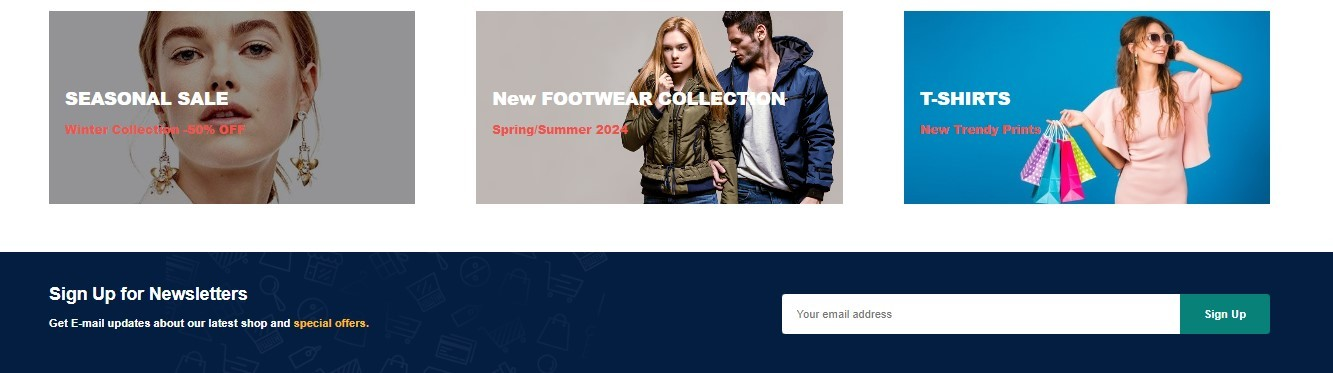 SEASONAL SALE
Winter Collection -50% OFF
New FOOTWEAR COLLECTION
Spring/Summer 2024
T-SHIRTS
New Trendy Prints
Sign Up for Newsletters
Get E-mail updates about our latest shop and special offers.
Your email address
Sign Up